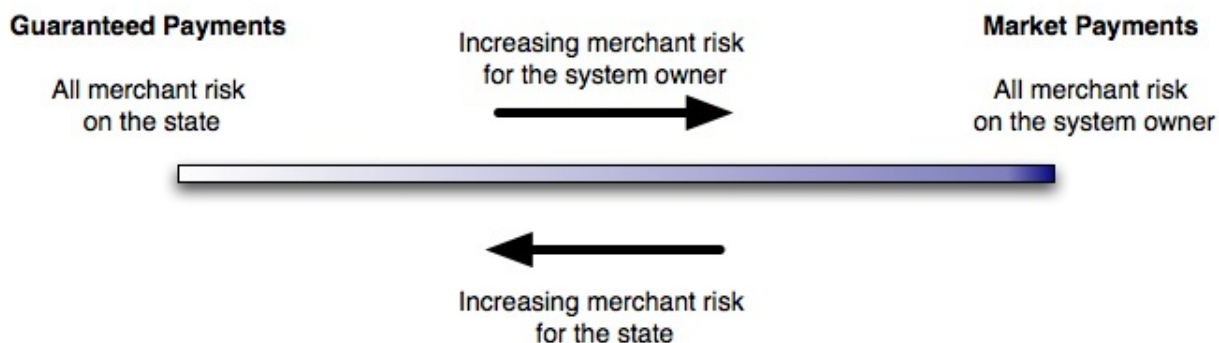 Guaranteed Payments
All merchant risk
on the state
Increasing merchant risk
for the system owner
Market Payments
All merchant risk
on the system owner
Increasing merchant risk
for the state